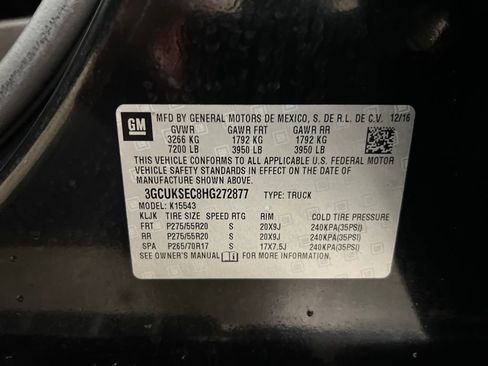 GM
MFD BY GENERAL MOTORS DE MEXICO, S. DE R.L. DE C.V. 12/16
GVWR GAWR FRT GAWR RR
3266 KG 1792 KG 1792 KG
7200 LB 3950 LB 3950 LB
THIS VEHICLE CONFORMS TO ALL APPLICABLE U.S. FEDERAL MOTOR
VEHICLE SAFETY STANDARDS IN EFFECT ON THE DATE OF
MANUFACTURE SHOWN ABOVE.
3GCUKSEC8HG272877 TYPE: TRUCK
MODEL: K15543
KLJK TIRE SIZE SPEED RTG RIM COLD TIRE PRESSURE
FRT P275/55R20 S 20X9J 240KPA(35PSI)
RR P275/55R20 S 20X9J 240KPA(35PSI)
SPA P265/70R17 S 17X7.5J 240KPA(35PSI)
SEE OWNER'S MANUAL